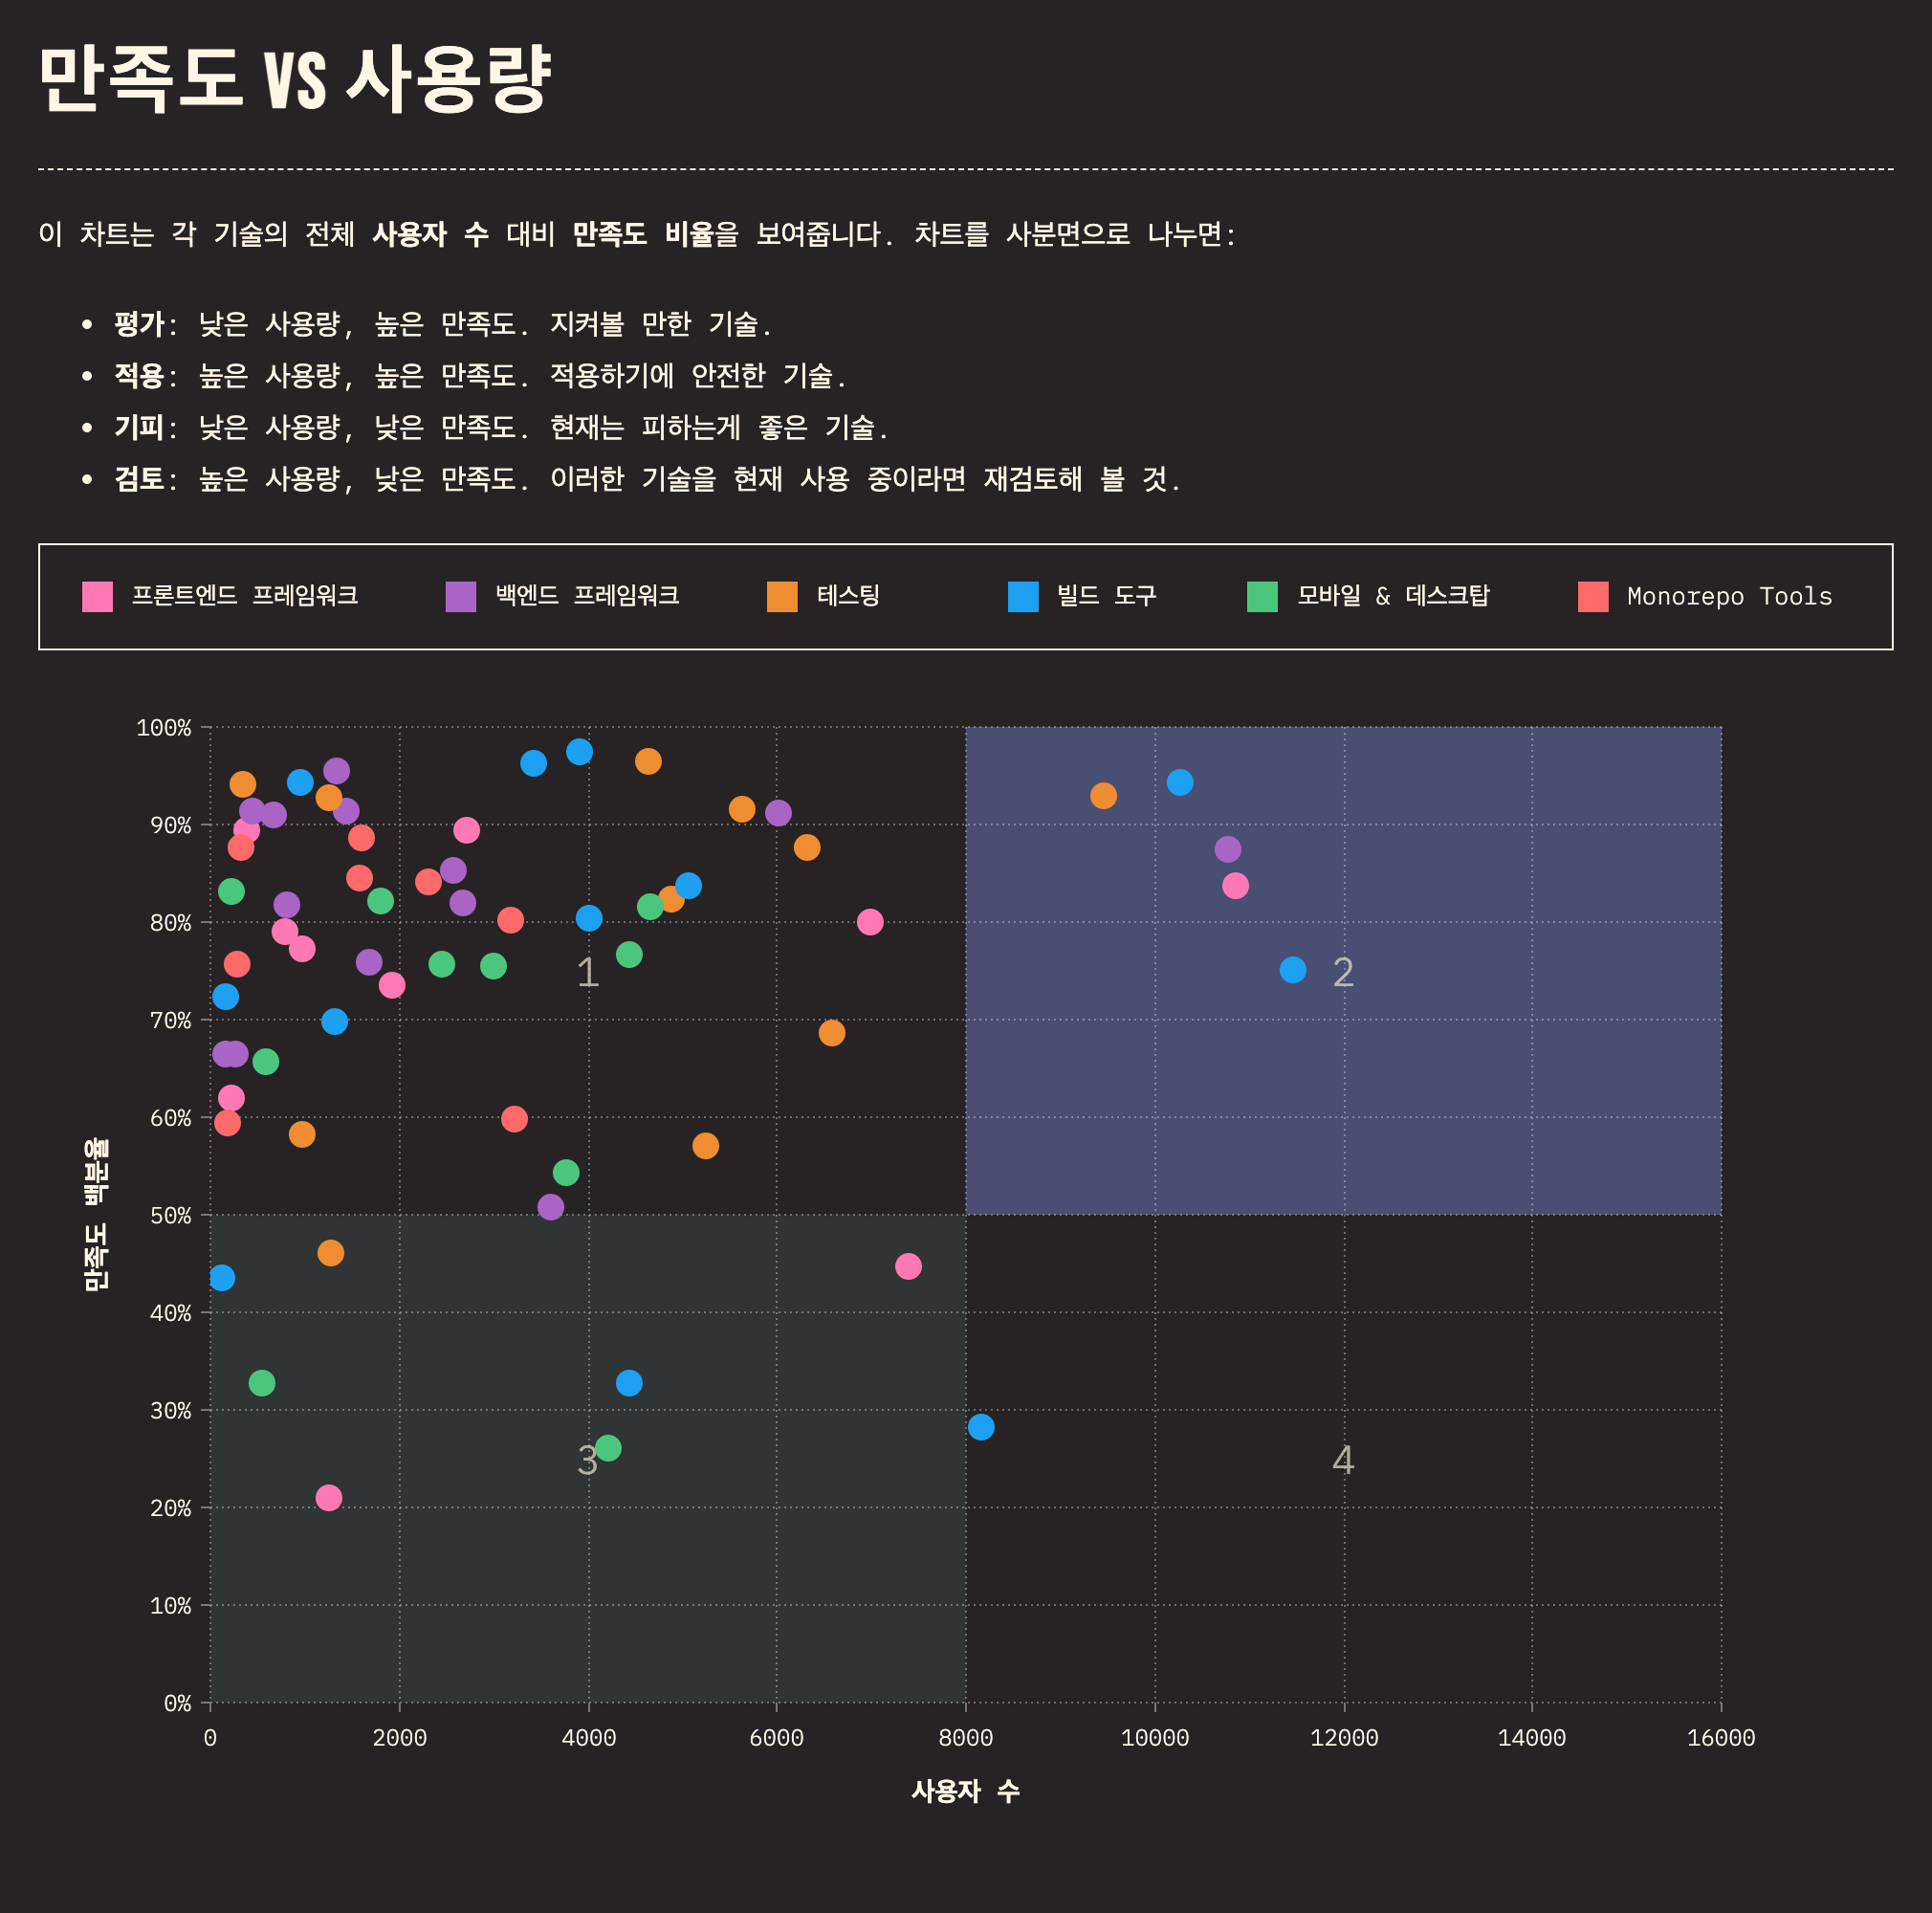 만족도 VS 사용량
이 차트는 각 기술의 전체 사용자 수 대비 만족도 비율을 보여줍니다. 차트를 사분면으로 나누면:
• 평가: 낮은 사용량, 높은 만족도. 지켜볼 만한 기술.
• 적용: 높은 사용량, 높은 만족도. 적용하기에 안전한 기술.
• 기피: 낮은 사용량, 낮은 만족도. 현재는 피하는게 좋은 기술.
• 검토: 높은 사용량, 낮은 만족도. 이러한 기술을 현재 사용 중이라면 재검토해 볼 것.
프론트엔드 프레임워크 백엔드 프레임워크 테스팅 빌드 도구 모바일 & 데스크탑 Monorepo Tools
100%
90%
80%
1 2
70%
60%
만족도 백분율
50%
40%
30%
3 4
20%
10%
0%
0 2000 4000 6000 8000 10000 12000 14000 16000
사용자 수